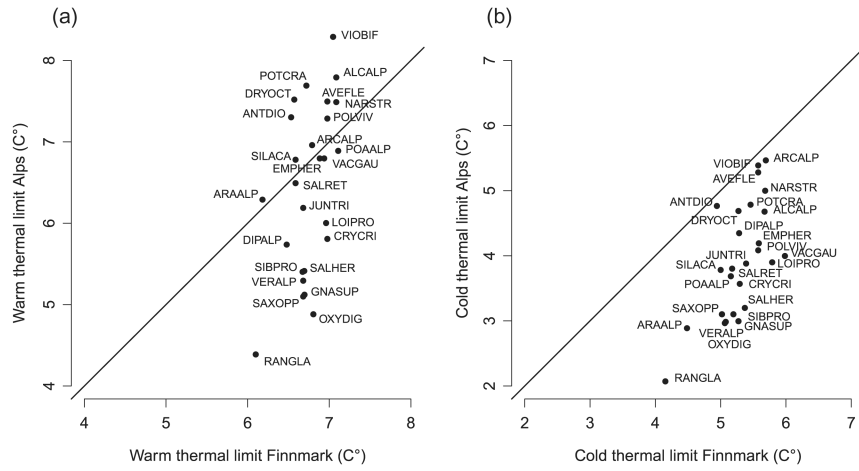 (a)
VIOBIF
ALCALP
POTCRA
DRYOCT
AVEFLE
NARSTR
ANTDIO
POLVIV
ARCALP
POAALP
SILACA
EMPHER
VACGAU
SALRET
ARAALP
JUNTRI
LOIPRO
CRYCRI
DIPALP
SIBPRO
SALHER
VERALP
GNASUP
SAXOPP
OXYDIG
RANGLA
Warm thermal limit Alps (C°)
8
7
6
5
4
4 5 6 7 8
Warm thermal limit Finnmark (C°)
(b)
ARCALP
VIOBIF
AVEFLE
NARSTR
ANTDIO
POTCRA
ALCALP
DRYOCT
DIPALP
EMPHER
POLVIV
VACGAU
JUNTRI
LOIPRO
SILACA
SALRET
POAALP
CRYCRI
SALHER
SAXOPP
SIBPRO
ARAALP
GNASUP
VERALP
OXYDIG
RANGLA
Cold thermal limit Alps (C°)
7
6
5
4
3
2
2 3 4 5 6 7
Cold thermal limit Finnmark (C°)